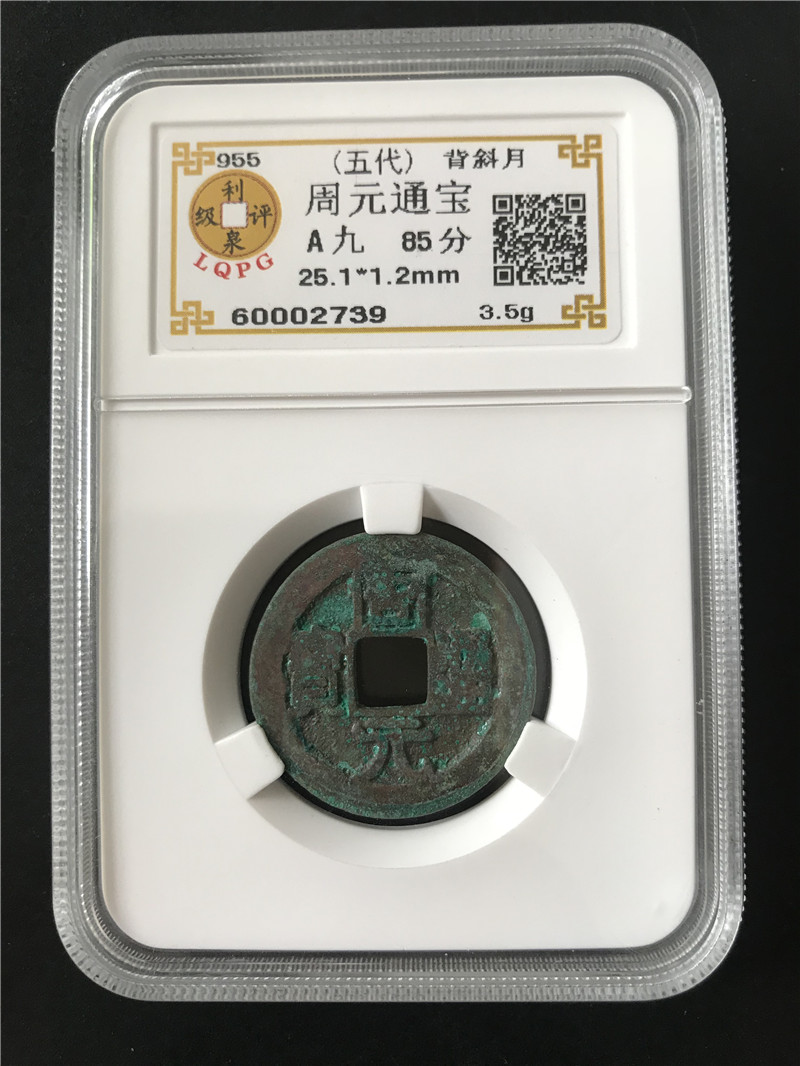 955 (五代) 背斜月
利泉评级
LQPG
周元通宝
A九 85分
25.1*1.2mm
60002739 3.5g
周元通寶